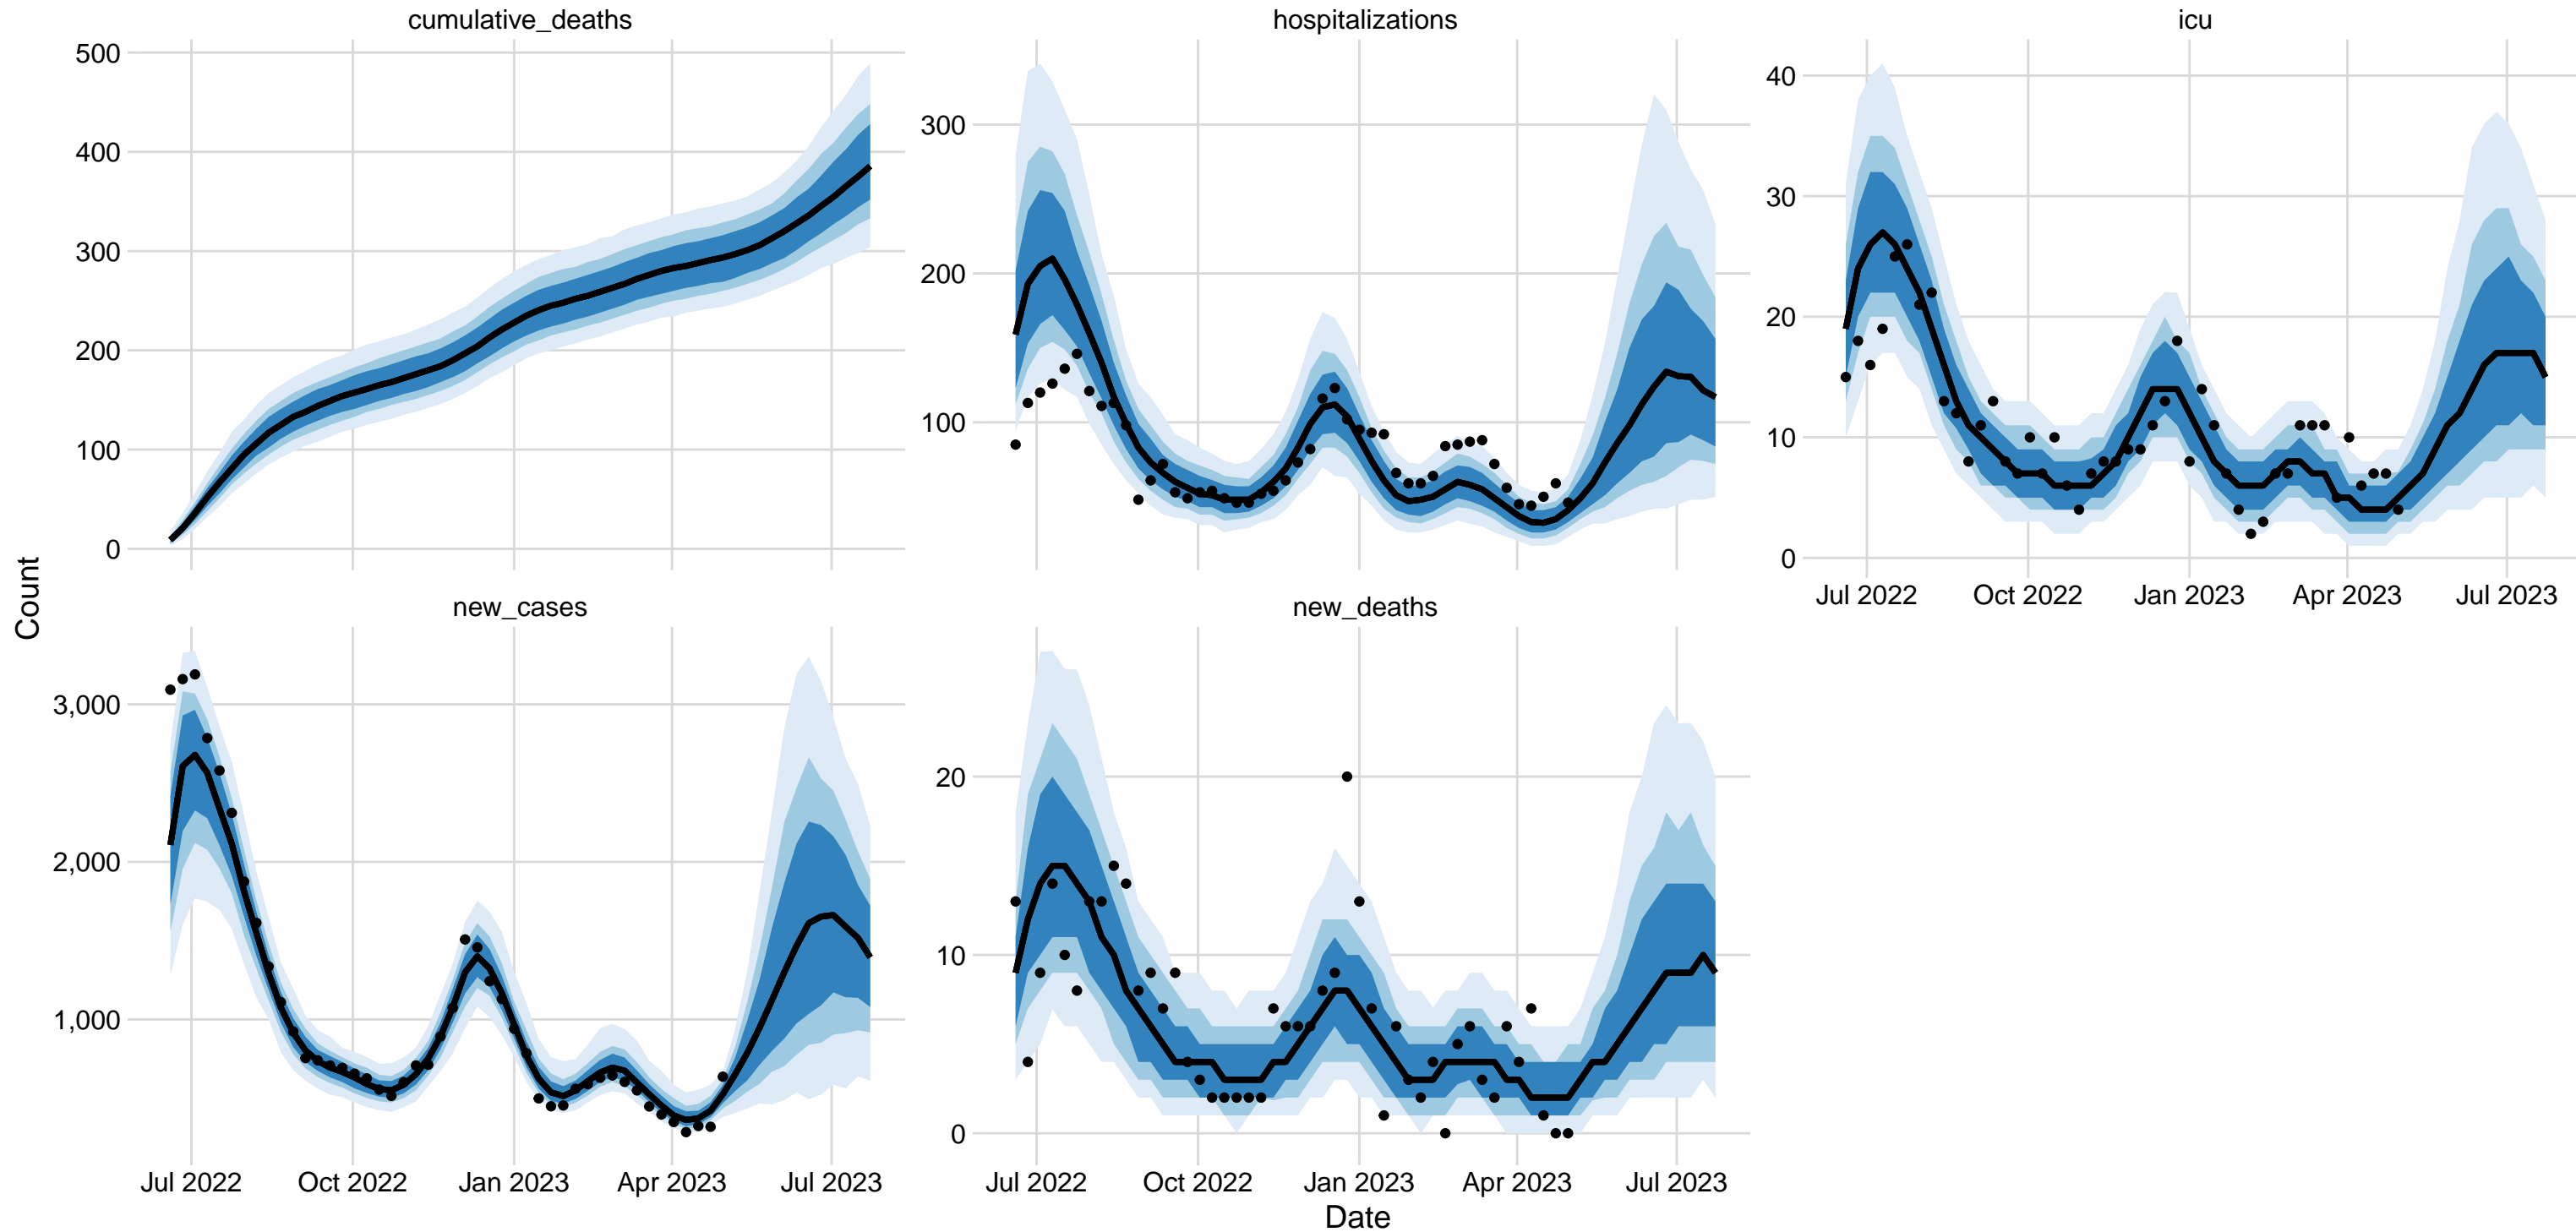 cumulative_deaths
500
400
300
200
100
0
hospitalizations
300
200
100
icu
40
30
20
10
0
Jul 2022 Oct 2022 Jan 2023 Apr 2023 Jul 2023
Count
new_cases
3,000
2,000
1,000
Jul 2022 Oct 2022 Jan 2023 Apr 2023 Jul 2023
new_deaths
20
10
0
Jul 2022 Oct 2022 Jan 2023 Apr 2023 Jul 2023
Date